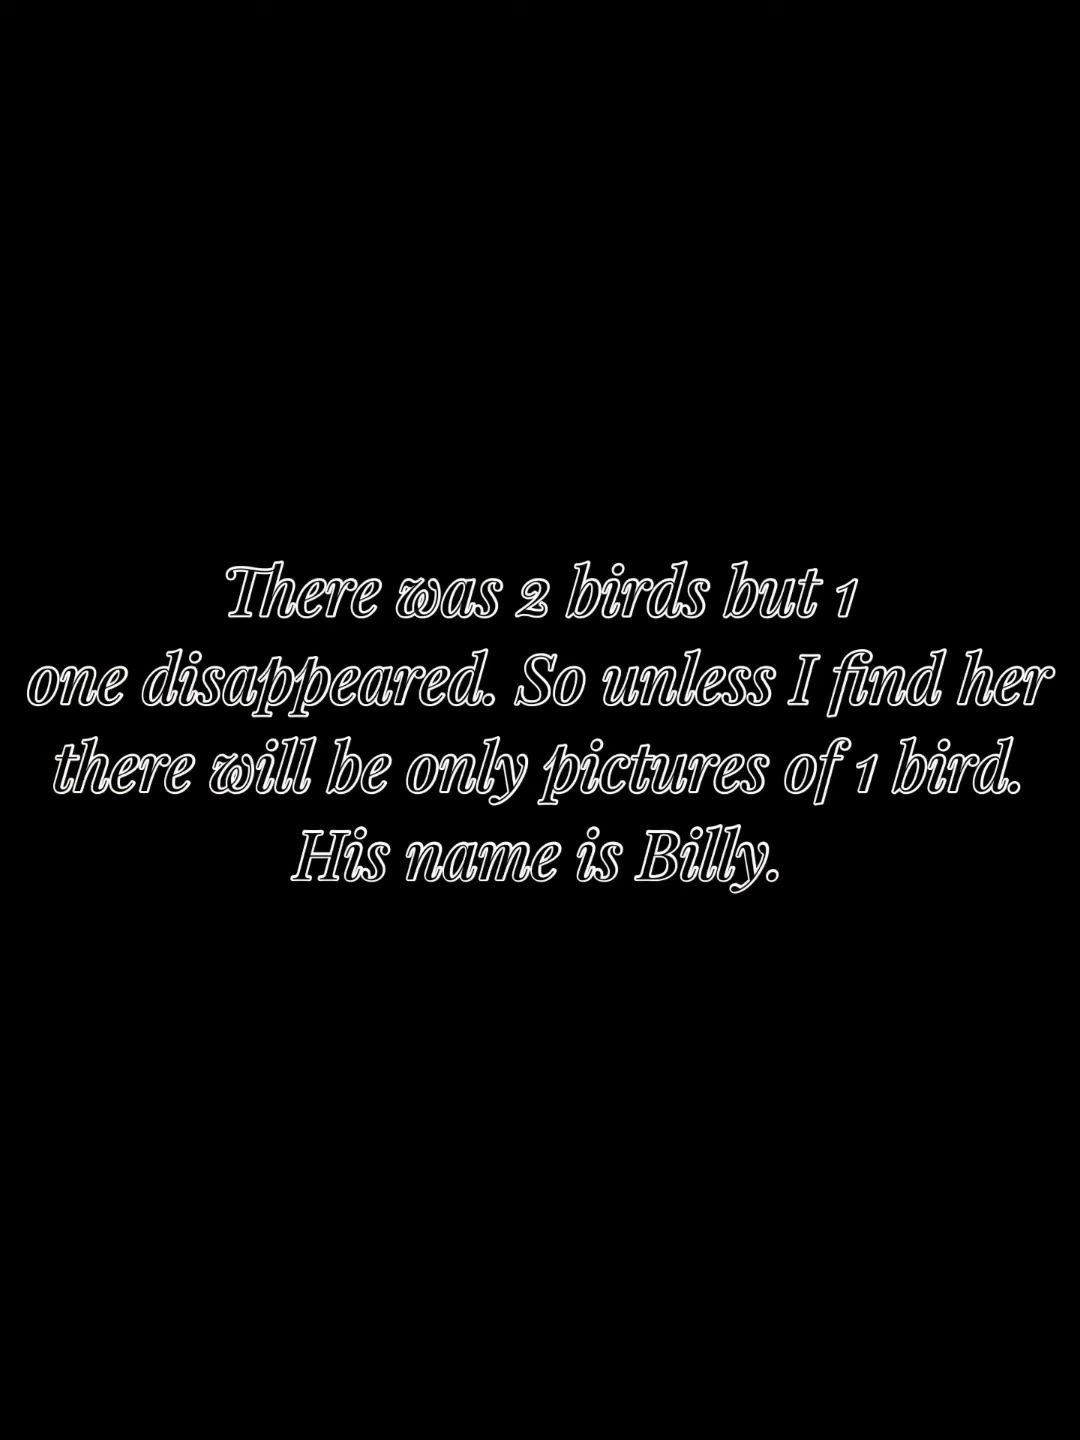 There was 2 birds but 1
one disappeared. So unless I find her
there will be only pictures of 1 bird.
His name is Billy.